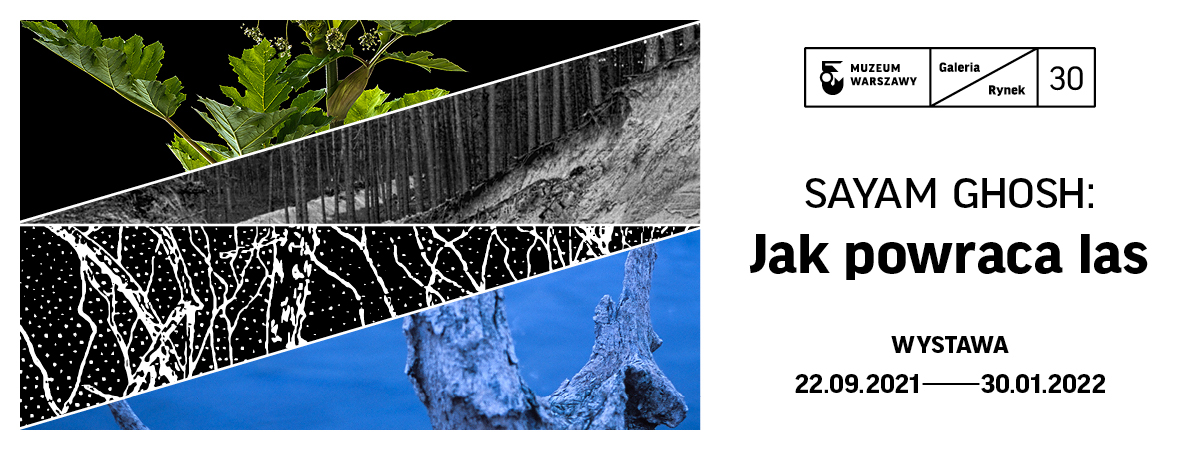 MUZEUM
WARSZAWY
Galeria
Rynek
30
SAYAM GHOSH:
Jak powraca las
WYSTAWA
22.09.2021—30.01.2022